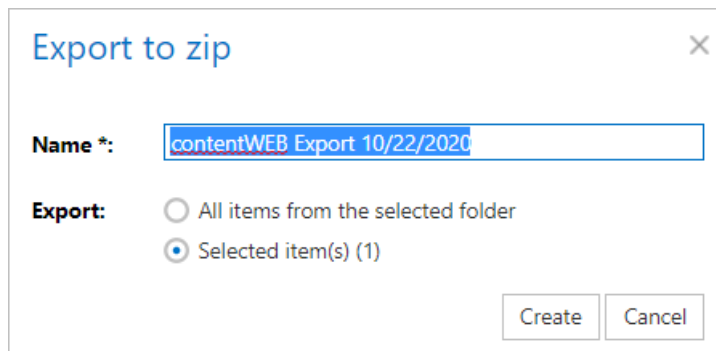 Export to zip
Name *: contentWEB Export 10/22/2020
Export: All items from the selected folder
Selected item(s) (1)
Create Cancel